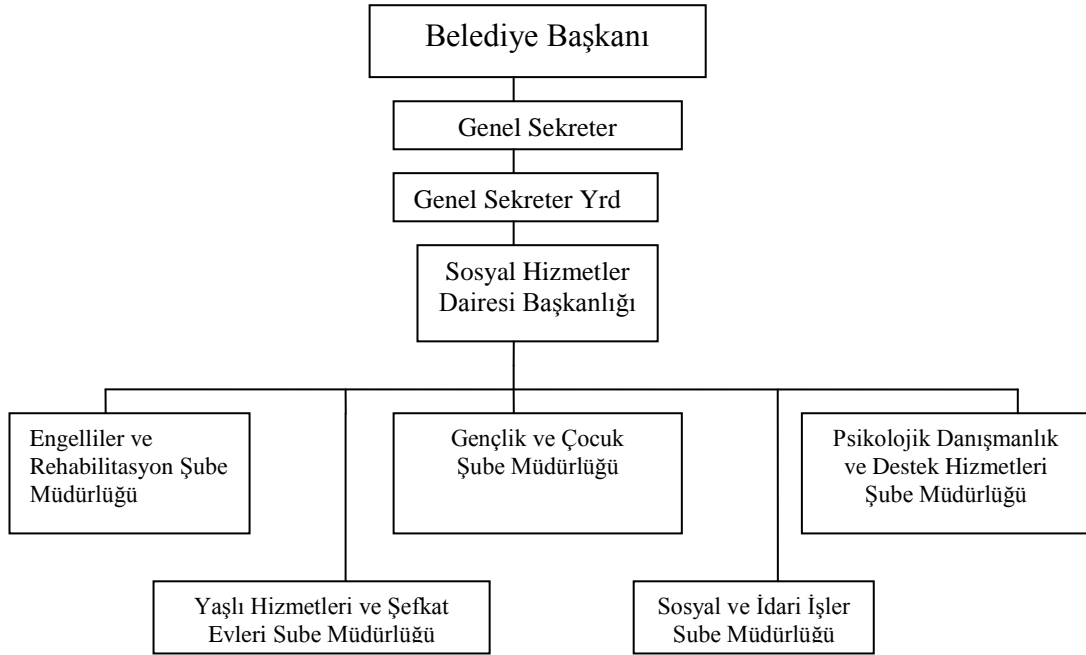 Belediye Başkanı
Genel Sekreter
Genel Sekreter Yrd
Sosyal Hizmetler
Dairesi Başkanlığı
Engelliler ve
Rehabilitasyon Şube
Müdürlüğü
Gençlik ve Çocuk
Şube Müdürlüğü
Psikolojik Danışmanlık
ve Destek Hizmetleri
Şube Müdürlüğü
Yaşlı Hizmetleri ve Şefkat
Evleri Şube Müdürlüğü
Sosyal ve İdari İşler
Şube Müdürlüğü